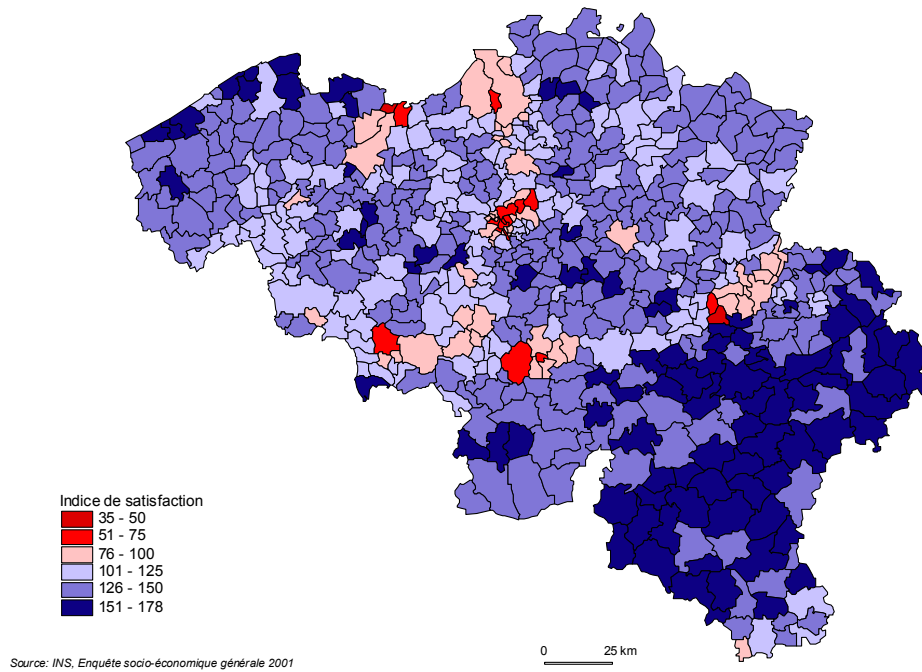 Indice de satisfaction
35 - 50
51 - 75
76 - 100
101 - 125
126 - 150
151 - 178
0 25 km
Source: INS, Enquête socio-économique générale 2001